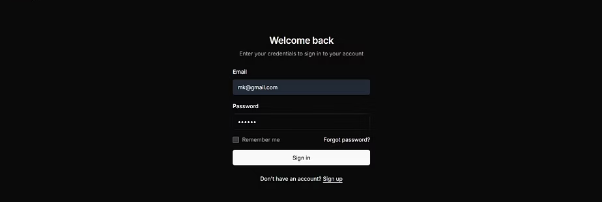 Welcome back
Enter your credentials to sign in to your account
Email
mk@gmail.com
Password
••••••
Remember me Forgot password?
Sign in
Don't have an account? Sign up